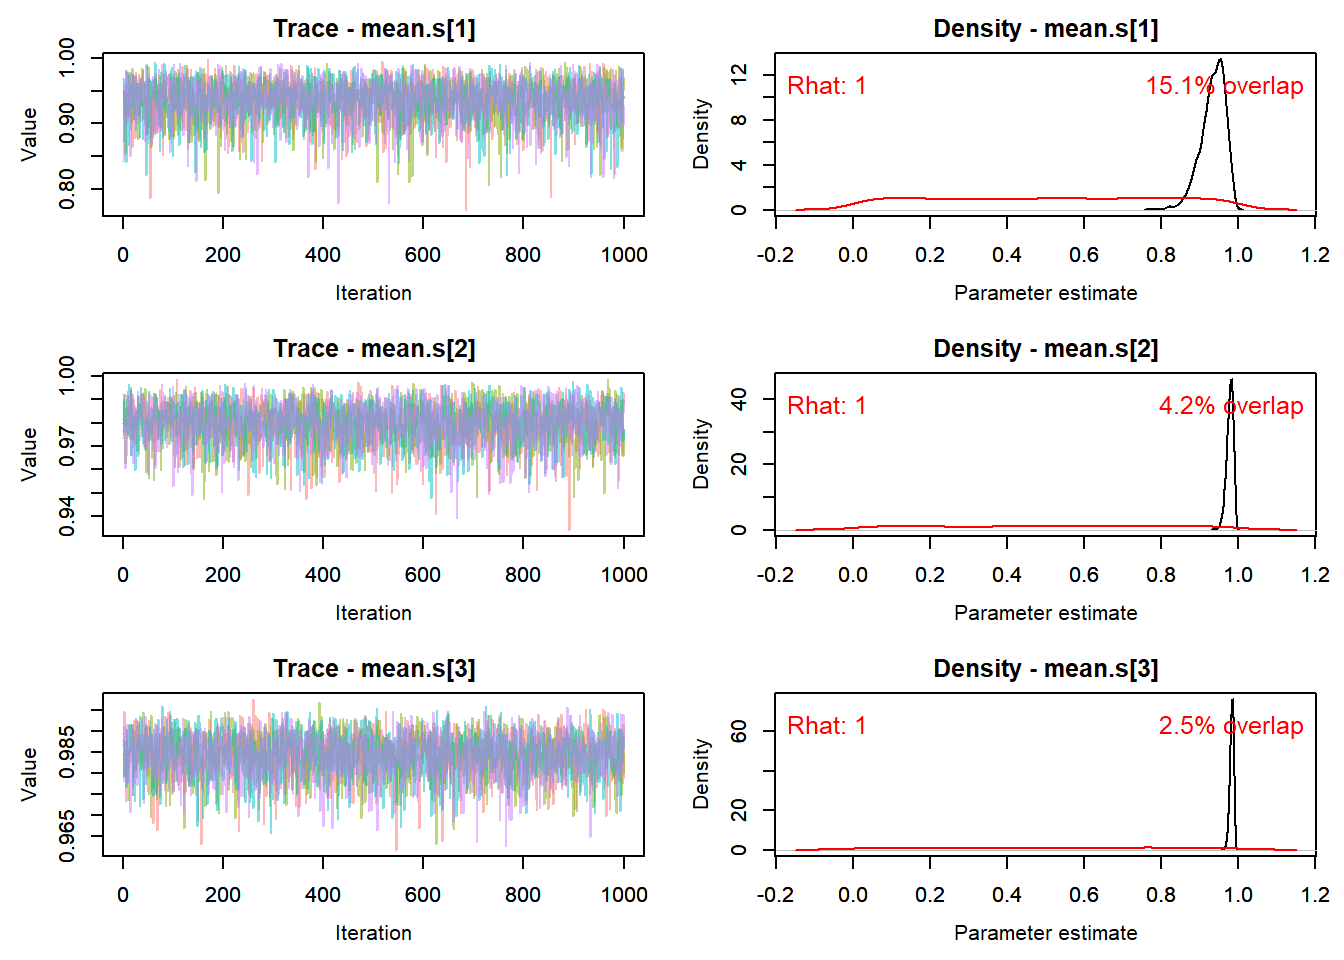 Trace - mean.s[1]
Value
0.80 0.90 1.00
0 200 400 600 800 1000
Iteration
Density - mean.s[1]
Density
0 4 8 12
Rhat: 1
15.1% overlap
-0.2 0.0 0.2 0.4 0.6 0.8 1.0 1.2
Parameter estimate
Trace - mean.s[2]
Value
0.94 0.97 1.00
0 200 400 600 800 1000
Iteration
Density - mean.s[2]
Density
0 20 40
Rhat: 1
4.2% overlap
-0.2 0.0 0.2 0.4 0.6 0.8 1.0 1.2
Parameter estimate
Trace - mean.s[3]
Value
0.965 0.985
0 200 400 600 800 1000
Iteration
Density - mean.s[3]
Density
0 20 60
Rhat: 1
2.5% overlap
-0.2 0.0 0.2 0.4 0.6 0.8 1.0 1.2
Parameter estimate